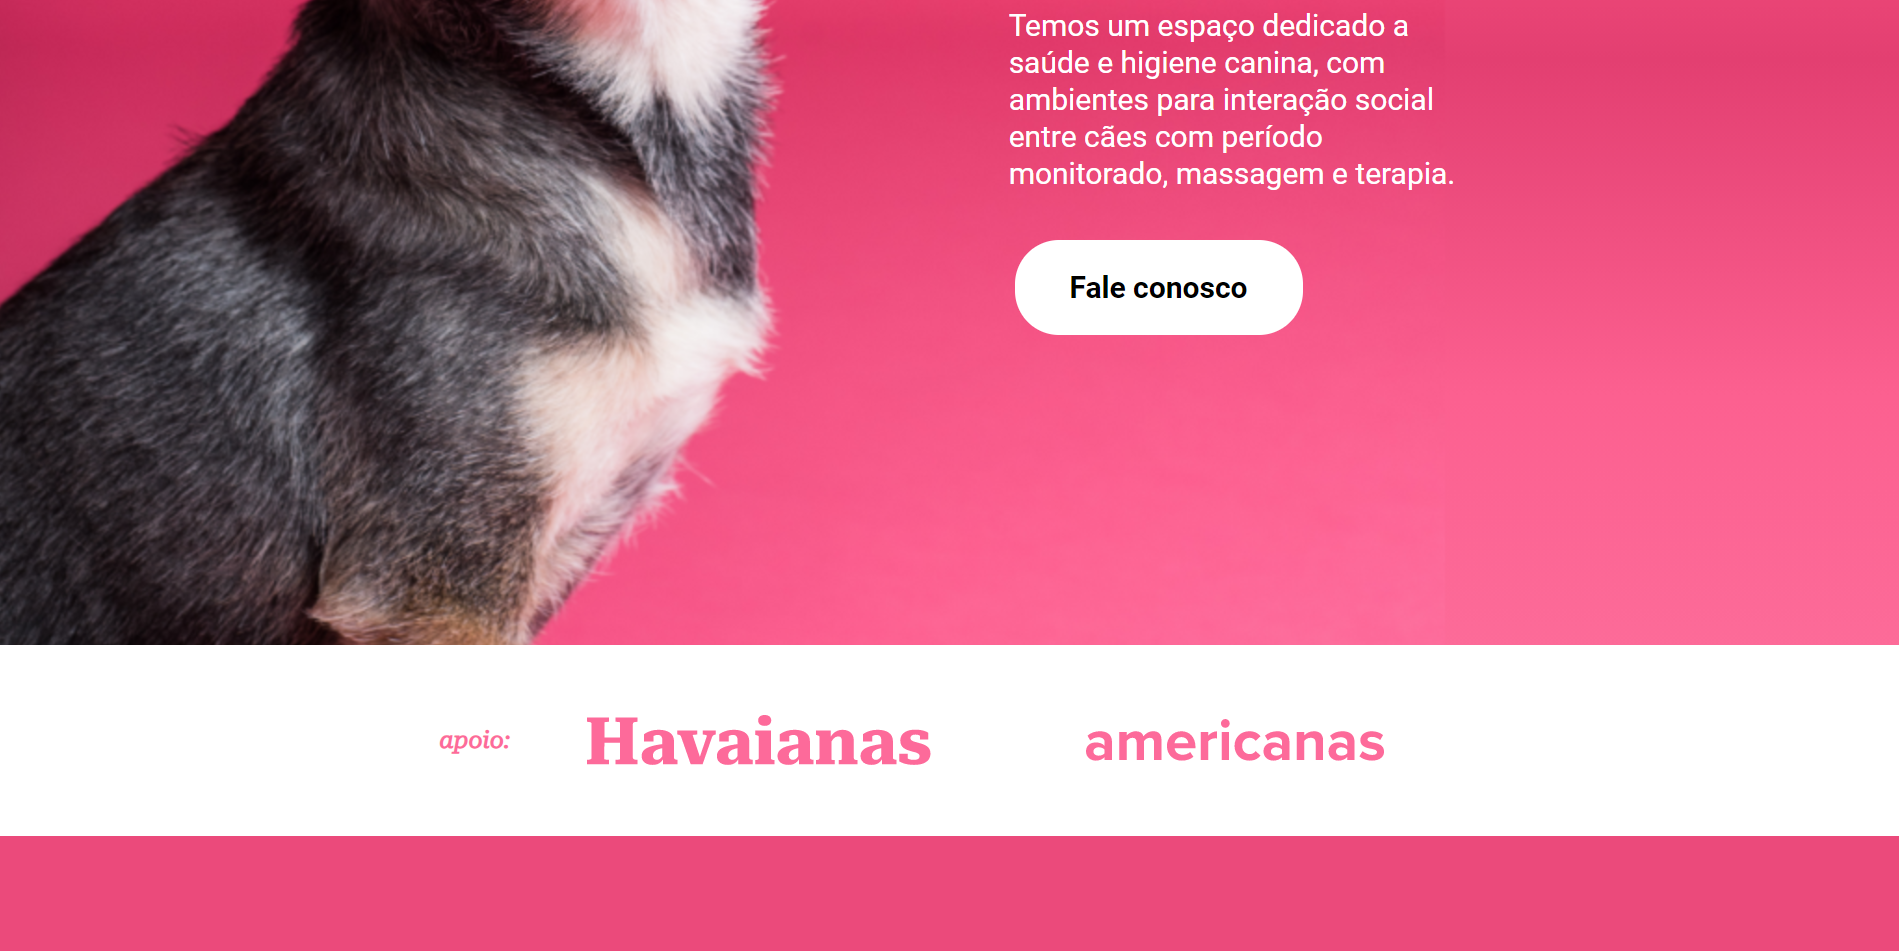 Temos um espaço dedicado a
saúde e higiene canina, com
ambientes para interação social
entre cães com período
monitorado, massagem e terapia.
Fale conosco
apoio:
Havaianas
americanas